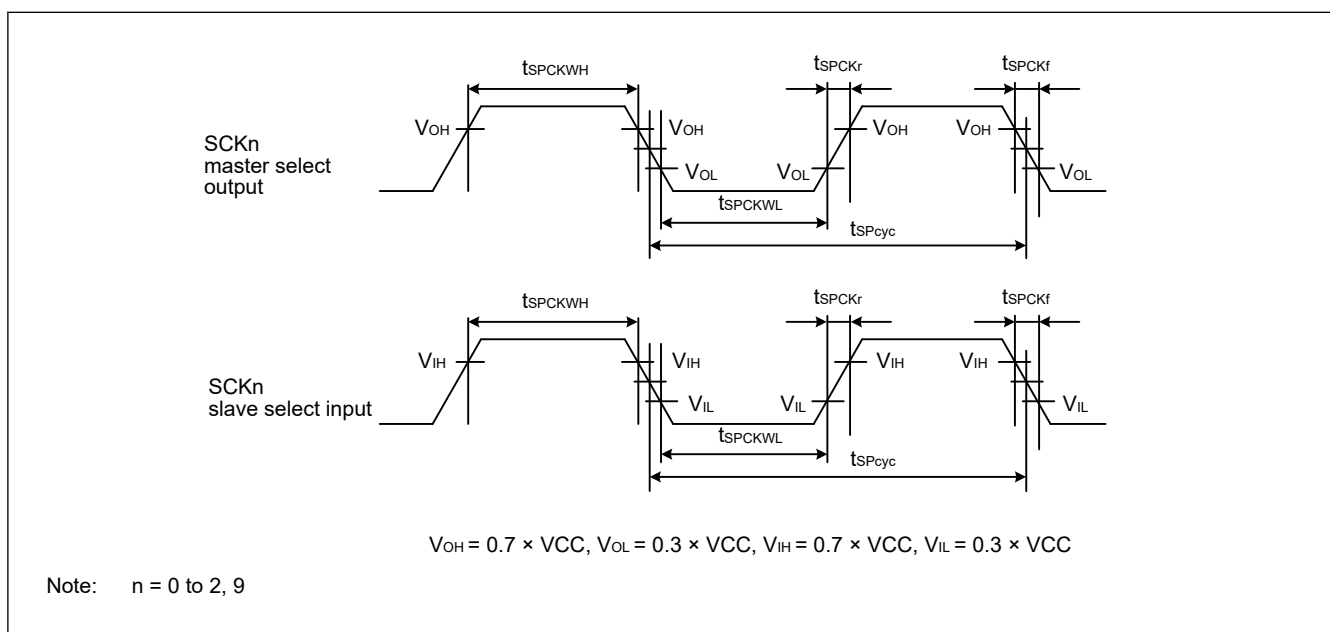 tSPCKWH tSPCKr tSPCKf
VOH VOH VOH VOH
SCKn
master select
output
VOL VOL VOL
tSPCKWL
tSPcyc
tSPCKWH tSPCKr tSPCKf
VIH VIH VIH VIH
SCKn
slave select input
VIL VIL VIL
tSPCKWL
tSPcyc
VOH = 0.7 × VCC, VOL = 0.3 × VCC, VIH = 0.7 × VCC, VIL = 0.3 × VCC
Note: n = 0 to 2, 9